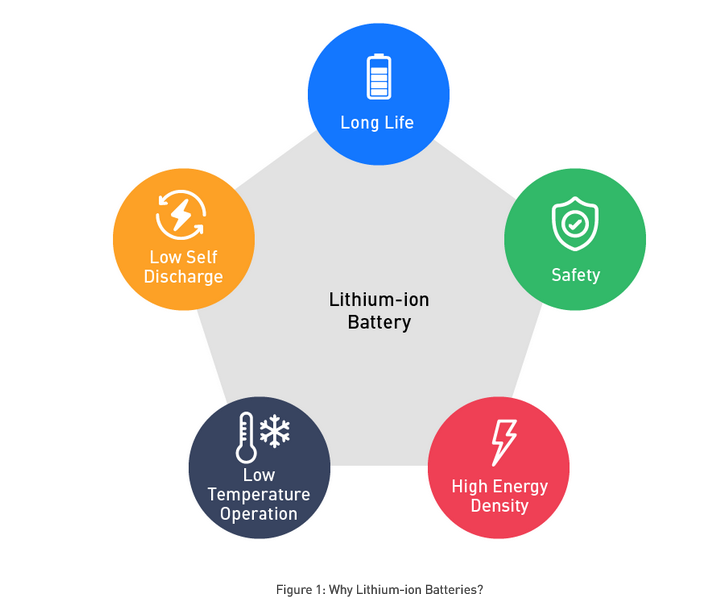 Long Life
Low Self
Discharge
Safety
Lithium-ion
Battery
Low
Temperature
Operation
High Energy
Density
Figure 1: Why Lithium-ion Batteries?